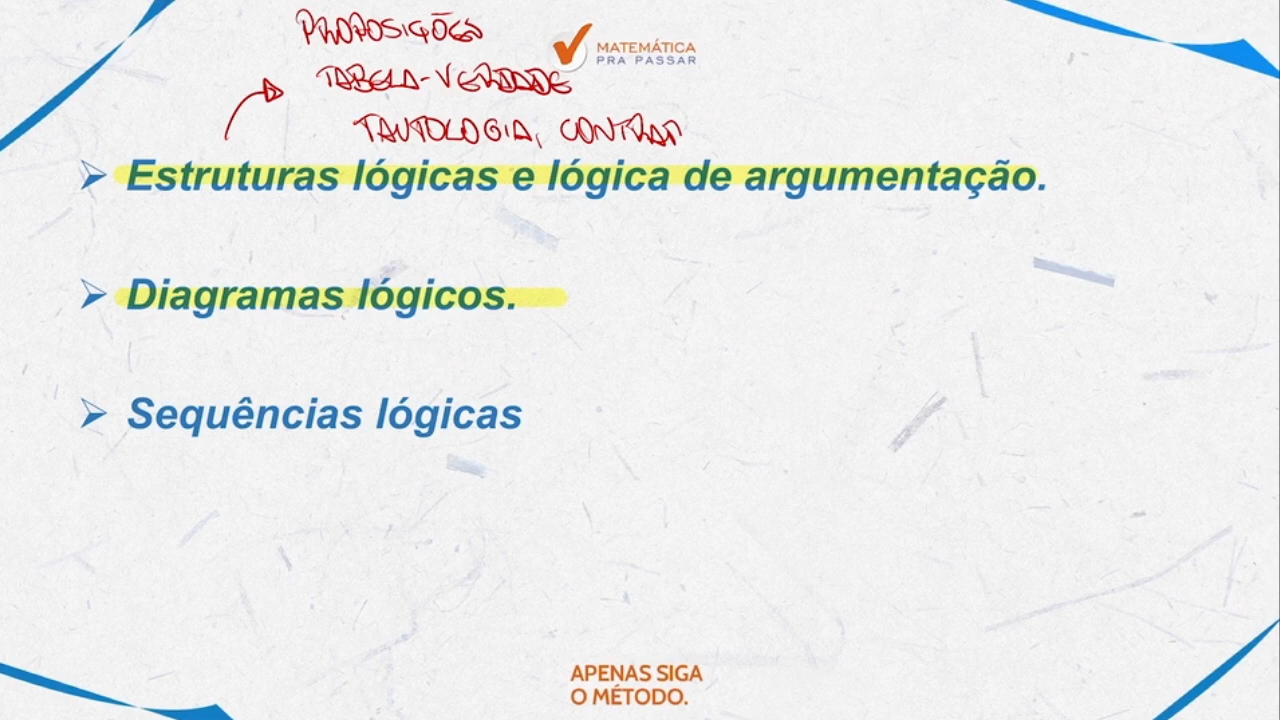 PROPOSIÇÕES
MATEMÁTICA
PRA PASSAR
TABELA-VERDADE
TAUTOLOGIA, CONTRAD
Estruturas lógicas e lógica de argumentação.
Diagramas lógicos.
Sequências lógicas
APENAS SIGA
O MÉTODO.